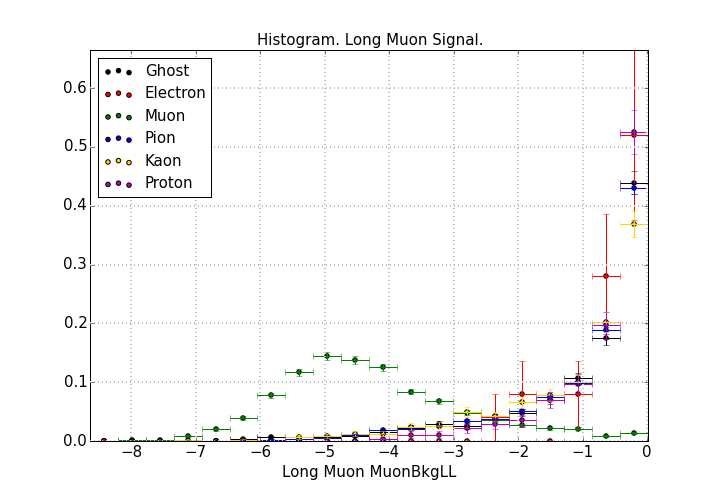 Histogram. Long Muon Signal.
0.6
0.5
0.4
0.3
0.2
0.1
0.0
Ghost
Electron
Muon
Pion
Kaon
Proton
−8 −7 −6 −5 −4 −3 −2 −1 0
Long Muon MuonBkgLL